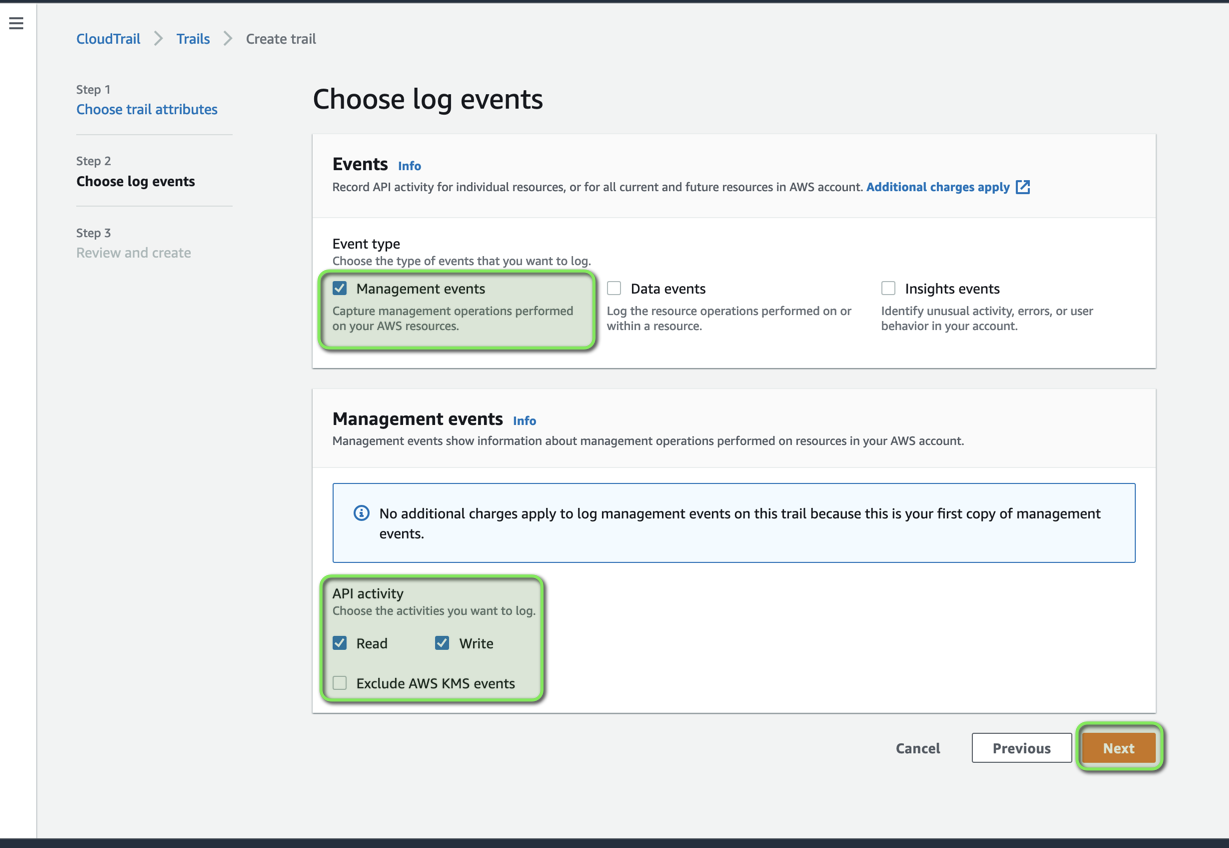 CloudTrail > Trails > Create trail
Step 1
Choose trail attributes
Step 2
Choose log events
Step 3
Review and create
Choose log events
Events Info
Record API activity for individual resources, or for all current and future resources in AWS account. Additional charges apply
Event type
Choose the type of events that you want to log.
Management events
Capture management operations performed
on your AWS resources.
Data events
Log the resource operations performed on or
within a resource.
Insights events
Identify unusual activity, errors, or user
behavior in your account.
Management events Info
Management events show information about management operations performed on resources in your AWS account.
No additional charges apply to log management events on this trail because this is your first copy of management
events.
API activity
Choose the activities you want to log.
Read Write
Exclude AWS KMS events
Cancel Previous Next